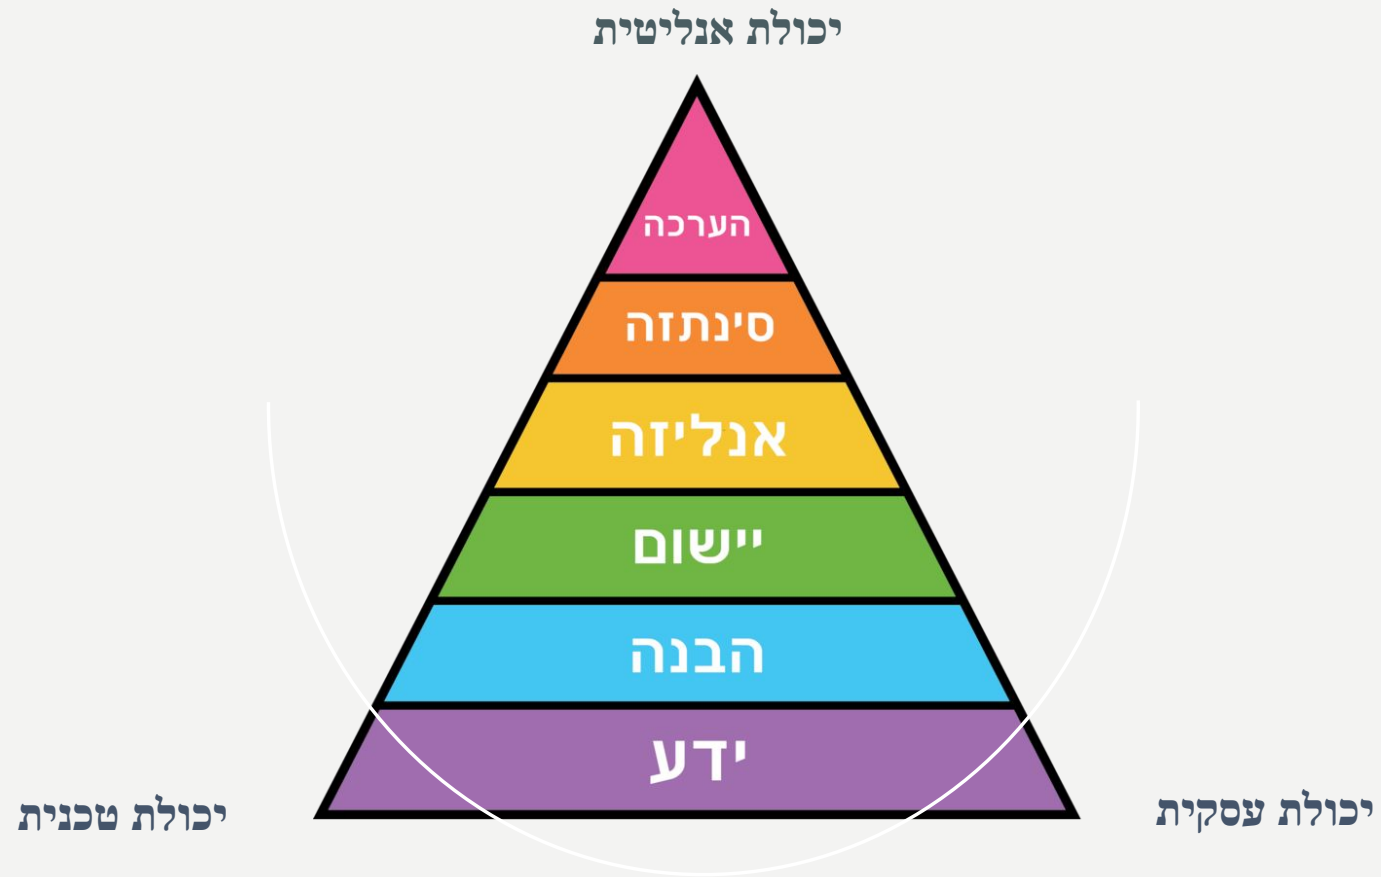 יכולת אנליטית
הערכה
סינתזה
אנליזה
יישום
הבנה
ידע
יכולת עסקית
יכולת טכנית